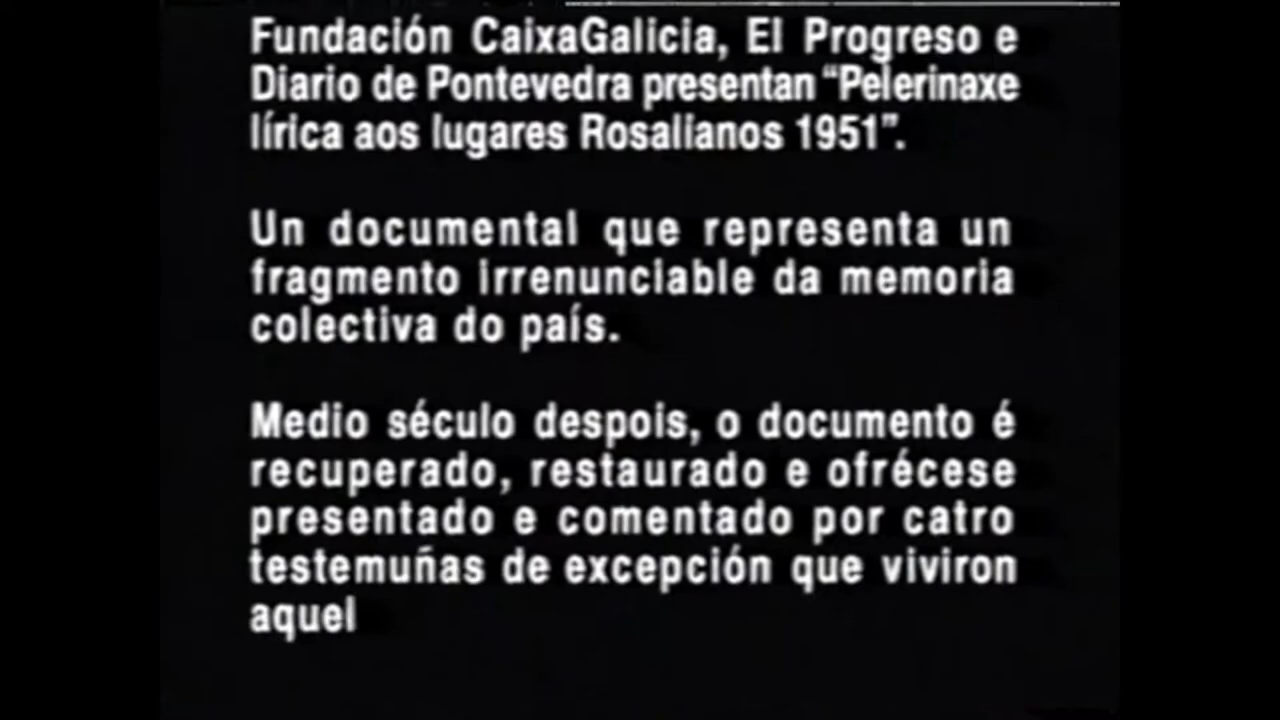 Fundación CaixaGalicia, El Progreso e
Diario de Pontevedra presentan “Pelerinaxe
lírica aos lugares Rosalianos 1951”.
Un documental que representa un
fragmento irrenunciable da memoria
colectiva do país.
Medio século despois, o documento é
recuperado, restaurado e ofrécese
presentado e comentado por catro
testemuñas de excepción que viviron
aquel